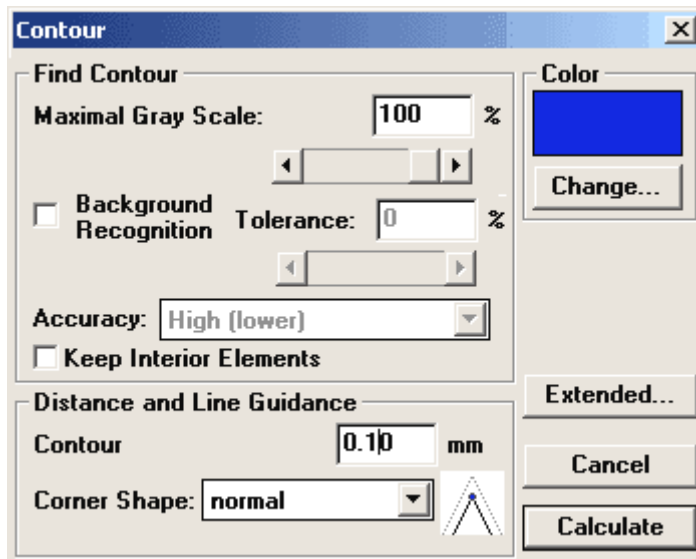 Contour
Find Contour
Color
Maximal Gray Scale: 100 %
Change...
Background
Recognition
Tolerance: 0 %
Accuracy: High (lower)
Keep Interior Elements
Distance and Line Guidance
Extended...
Contour 0.10 mm
Cancel
Corner Shape: normal
Calculate